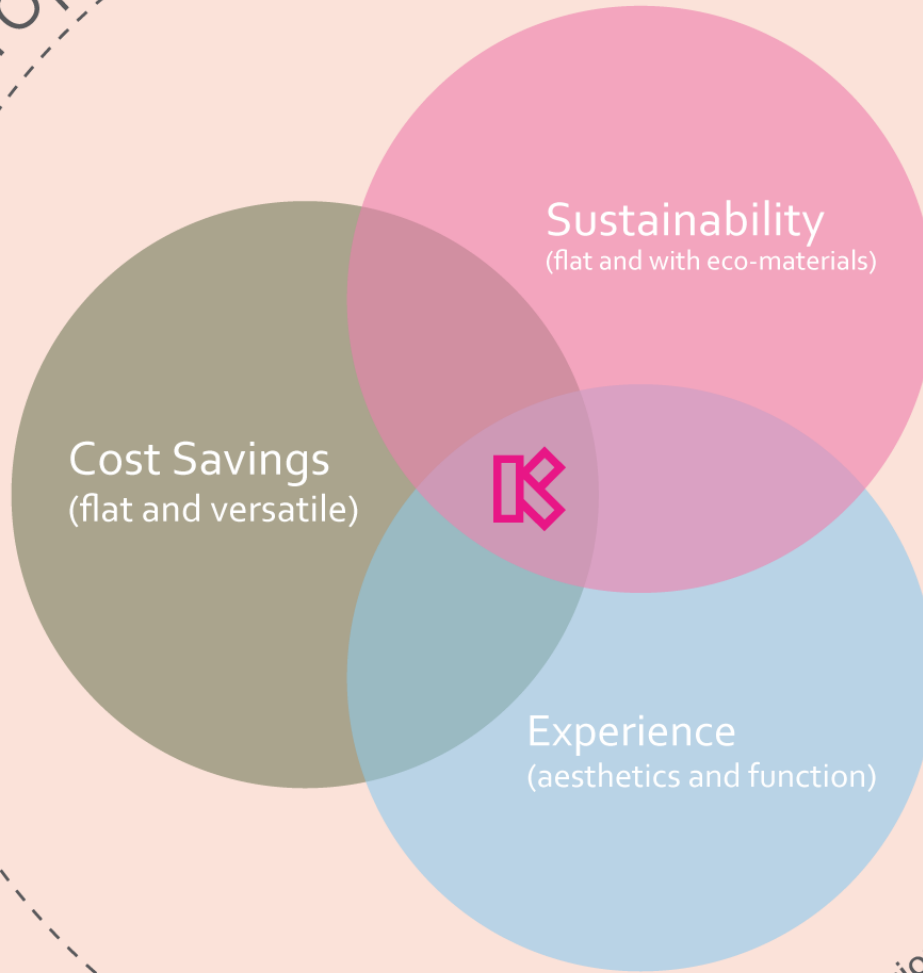 Sustainability
(flat and with eco-materials)
Cost Savings
(flat and versatile)
Experience
(aesthetics and function)